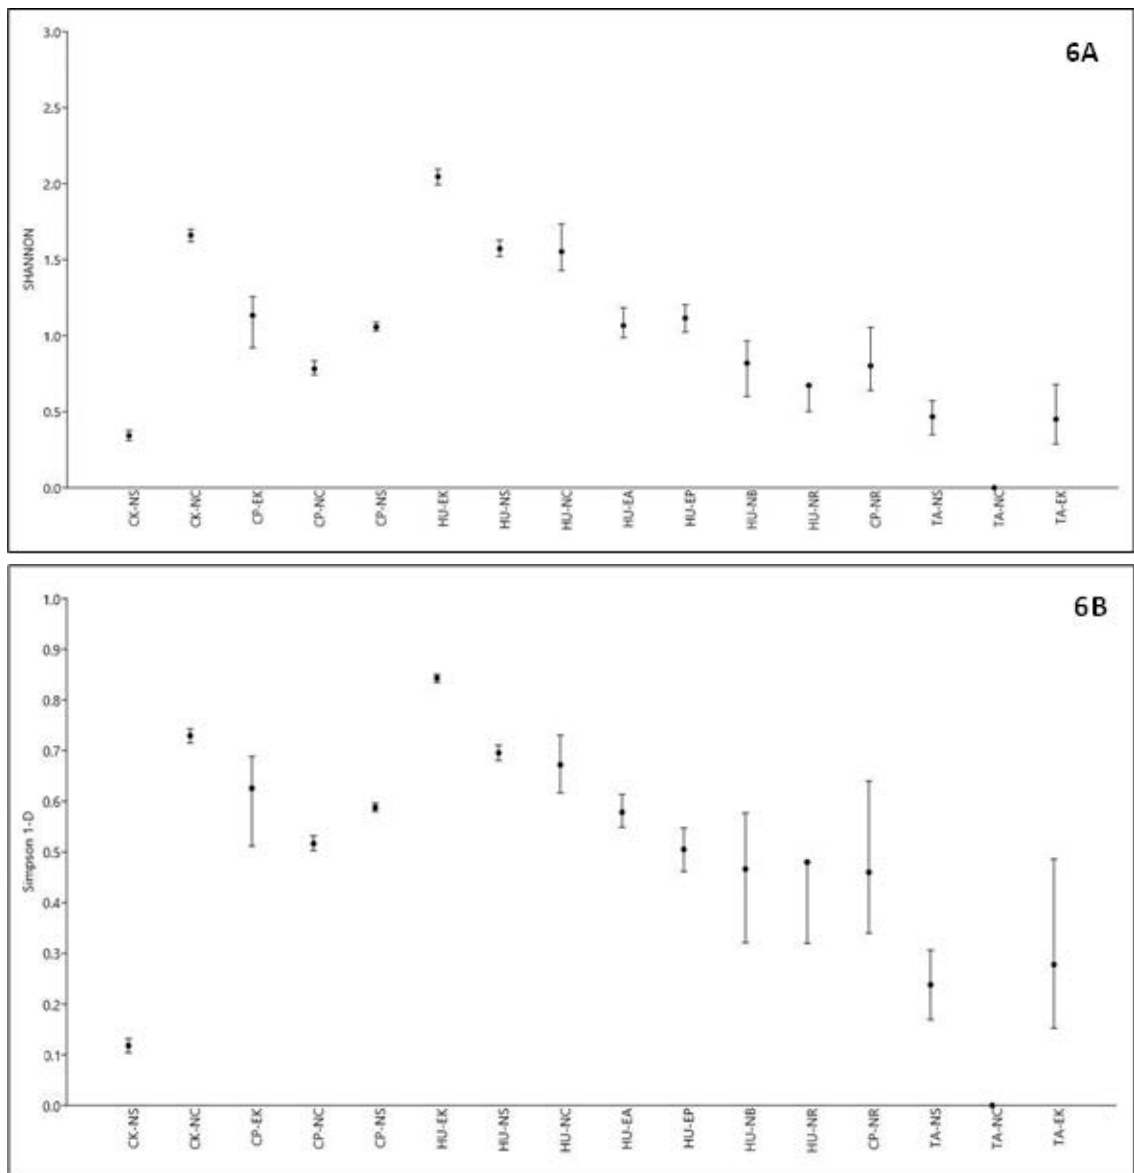 6A
SHANNON
3.0
2.5
2.0
1.5
1.0
0.5
0.0
CK-NS
CK-NC
CP-EK
CP-NC
CP-NS
HU-EK
HU-NS
HU-NC
HU-EA
HU-EP
HU-NB
HU-NR
CP-NR
TA-NS
TA-NC
TA-EK
6B
Simpson 1-D
1.0
0.9
0.8
0.7
0.6
0.5
0.4
0.3
0.2
0.1
0.0
CK-NS
CK-NC
CP-EK
CP-NC
CP-NS
HU-EK
HU-NS
HU-NC
HU-EA
HU-EP
HU-NB
HU-NR
CP-NR
TA-NS
TA-NC
TA-EK